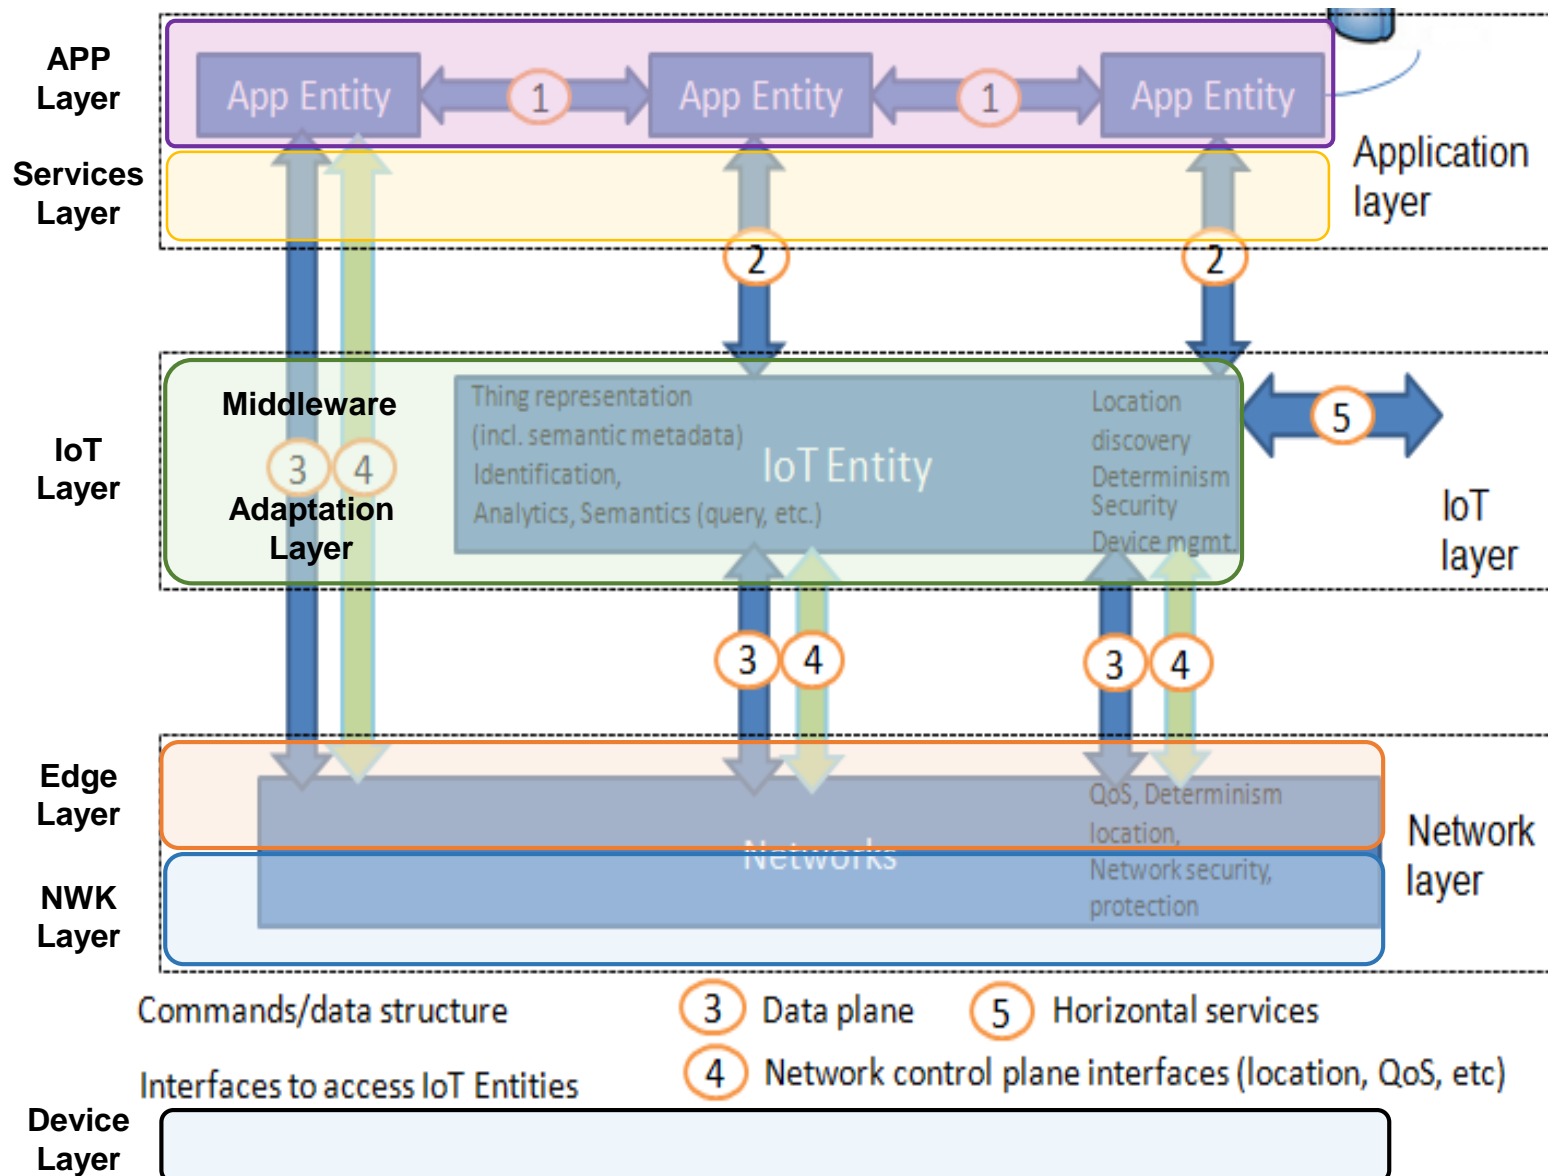 APP
Layer
App Entity
1
App Entity
1
App Entity
Application
layer
Services
Layer
2
2
IoT
Layer
Middleware
3
4
Adaptation
Layer
Thing representation
(incl. semantic metadata)
Identification,
Analytics, Semantics (query, etc.)
IoT Entity
Location
discovery
Determinism
Security
Device mgmt.
5
IoT
layer
3
4
3
4
Edge
Layer
NWK
Layer
Networks
QoS, Determinism
location,
Network security,
protection
Network
layer
Commands/data structure
3 Data plane
5 Horizontal services
Interfaces to access IoT Entities
4 Network control plane interfaces (location, QoS, etc)
Device
Layer